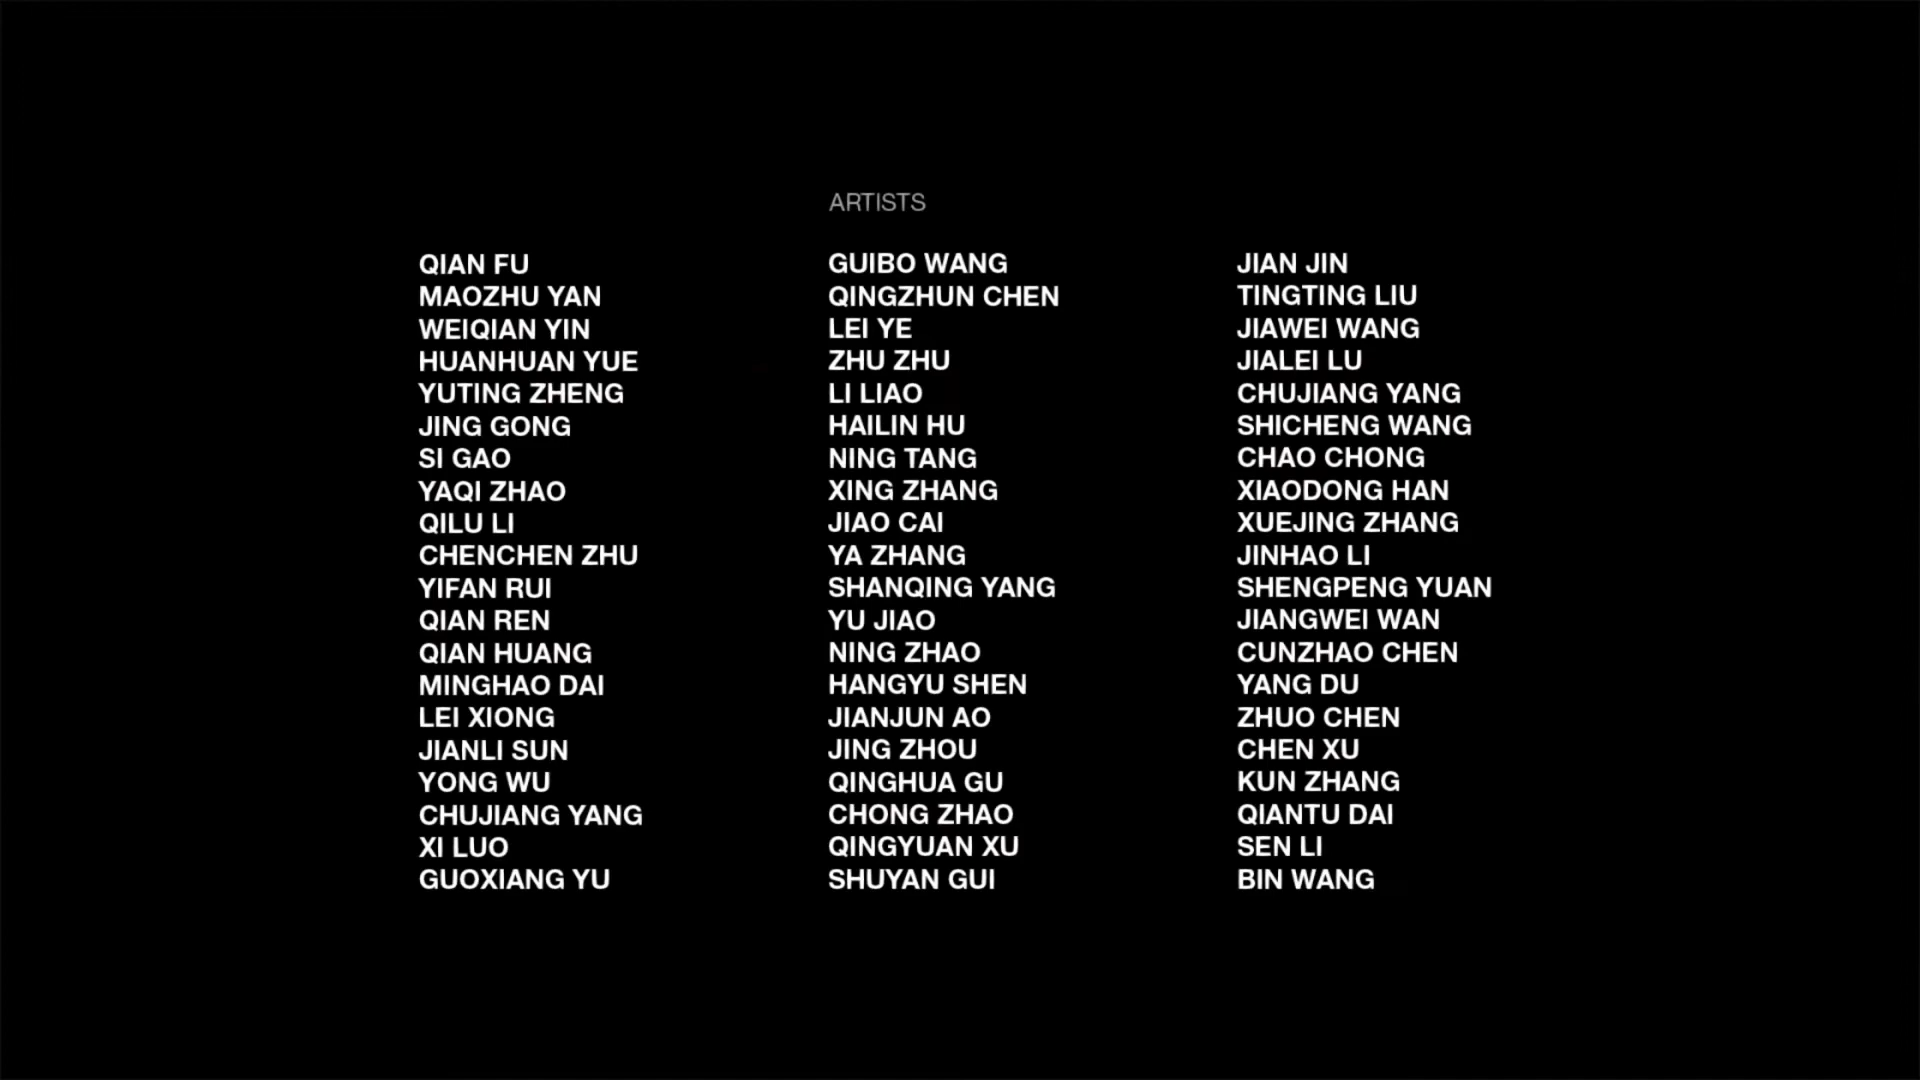 ARTISTS
QIAN FU
MAOZHU YAN
WEIQIAN YIN
HUANHUAN YUE
YUTING ZHENG
JING GONG
SI GAO
YAQI ZHAO
QILU LI
CHENCHEN ZHU
YIFAN RUI
QIAN REN
QIAN HUANG
MINGHAO DAI
LEI XIONG
JIANLI SUN
YONG WU
CHUJIANG YANG
XI LUO
GUOXIANG YU
GUIBO WANG
QINGZHUN CHEN
LEI YE
ZHU ZHU
LI LIAO
HAILIN HU
NING TANG
XING ZHANG
JIAO CAI
YA ZHANG
SHANQING YANG
YU JIAO
NING ZHAO
HANGYU SHEN
JIANJUN AO
JING ZHOU
QINGHUA GU
CHONG ZHAO
QINGYUAN XU
SHUYAN GUI
JIAN JIN
TINGTING LIU
JIAWEI WANG
JIALEI LU
CHUJIANG YANG
SHICHENG WANG
CHAO CHONG
XIAODONG HAN
XUEJING ZHANG
JINHAO LI
SHENGPENG YUAN
JIANGWEI WAN
CUNZHAO CHEN
YANG DU
ZHUO CHEN
CHEN XU
KUN ZHANG
QIANTU DAI
SEN LI
BIN WANG